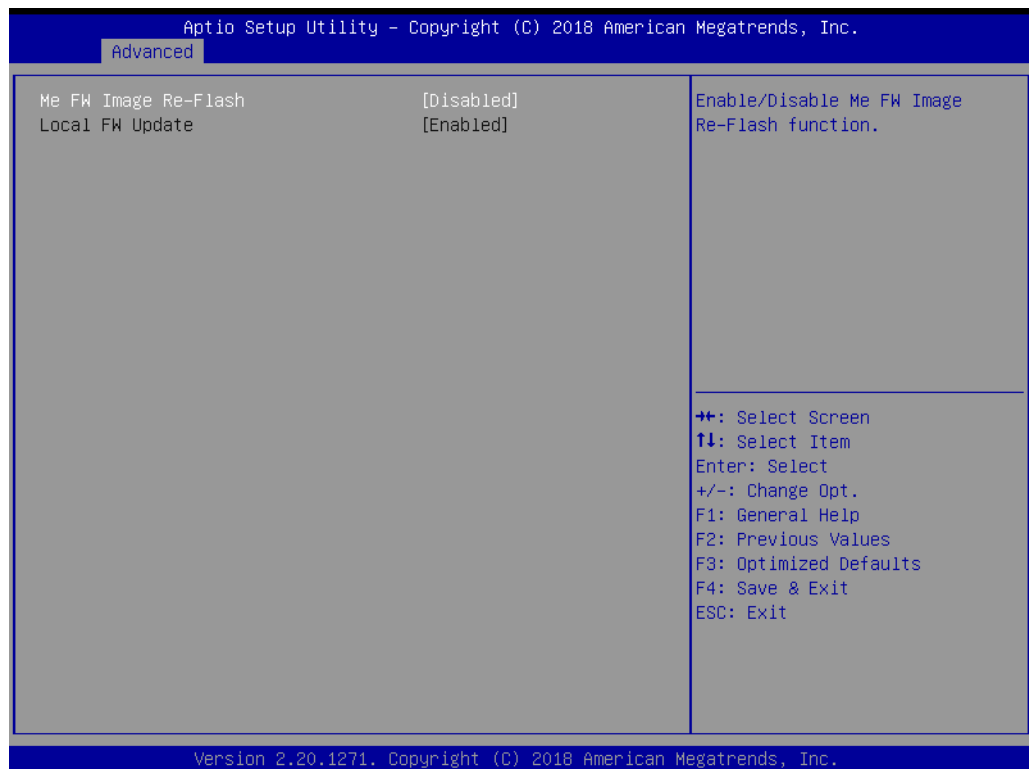 Aptio Setup Utility – Copyright (C) 2018 American Megatrends, Inc.
Advanced
Me FW Image Re-Flash [Disabled]
Local FW Update [Enabled]
Enable/Disable Me FW Image
Re-Flash function.
→←: Select Screen
↑↓: Select Item
Enter: Select
+/-: Change Opt.
F1: General Help
F2: Previous Values
F3: Optimized Defaults
F4: Save & Exit
ESC: Exit
Version 2.20.1271. Copyright (C) 2018 American Megatrends, Inc.